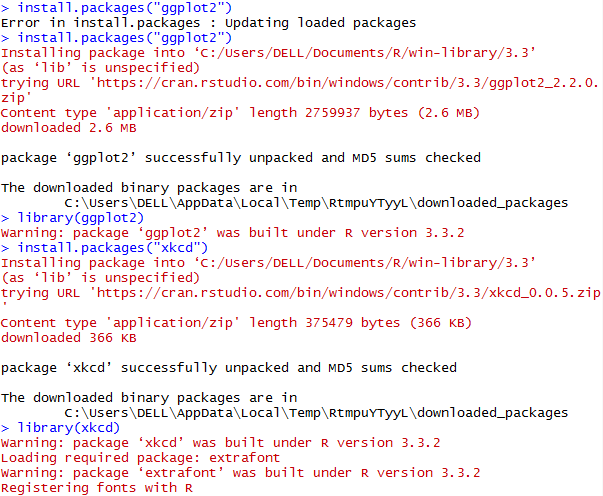 > install.packages("ggplot2")
Error in install.packages : Updating loaded packages
> install.packages("ggplot2")
Installing package into ‘C:/Users/DELL/Documents/R/win-library/3.3’
(as ‘lib’ is unspecified)
trying URL 'https://cran.rstudio.com/bin/windows/contrib/3.3/ggplot2_2.2.0.
zip'
Content type 'application/zip' length 2759937 bytes (2.6 MB)
downloaded 2.6 MB
package ‘ggplot2’ successfully unpacked and MD5 sums checked
The downloaded binary packages are in
C:\Users\DELL\AppData\Local\Temp\RtmpuYTyyL\downloaded_packages
> library(ggplot2)
Warning: package ‘ggplot2’ was built under R version 3.3.2
> install.packages("xkcd")
Installing package into ‘C:/Users/DELL/Documents/R/win-library/3.3’
(as ‘lib’ is unspecified)
trying URL 'https://cran.rstudio.com/bin/windows/contrib/3.3/xkcd_0.0.5.zip
'
Content type 'application/zip' length 375479 bytes (366 KB)
downloaded 366 KB
package ‘xkcd’ successfully unpacked and MD5 sums checked
The downloaded binary packages are in
C:\Users\DELL\AppData\Local\Temp\RtmpuYTyyL\downloaded_packages
> library(xkcd)
Warning: package ‘xkcd’ was built under R version 3.3.2
Loading required package: extrafont
Warning: package ‘extrafont’ was built under R version 3.3.2
Registering fonts with R